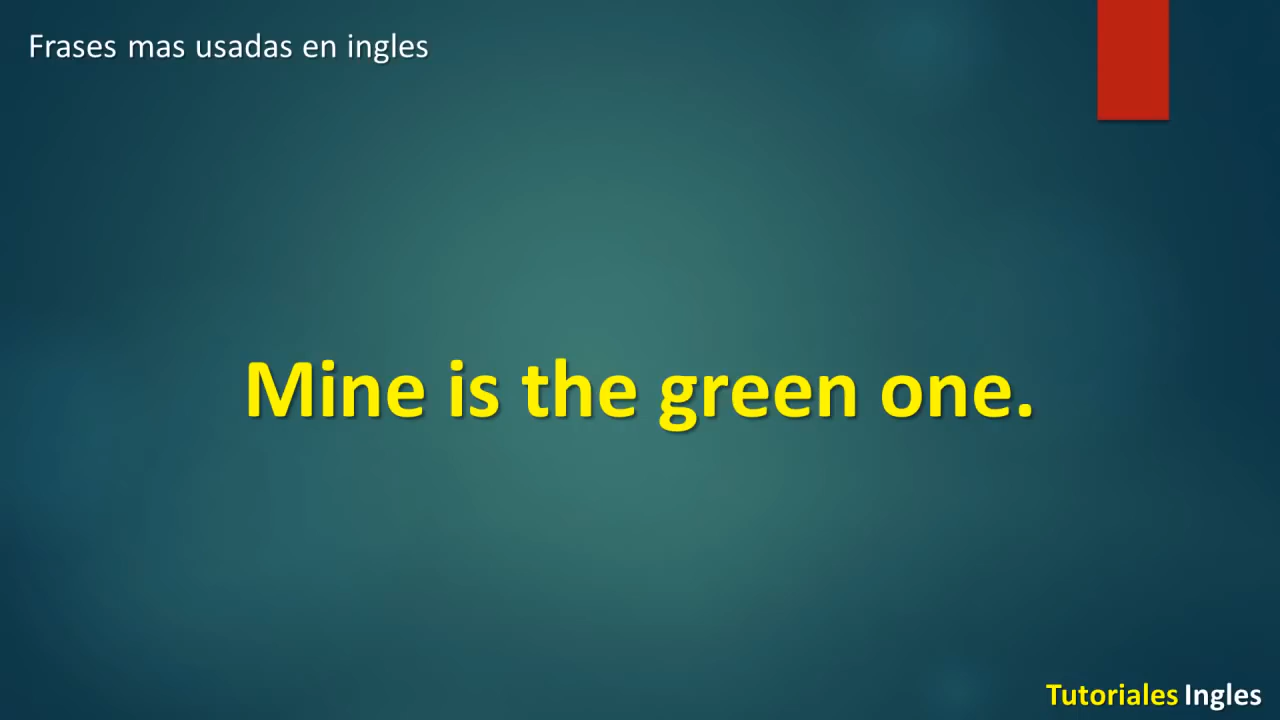 Frases mas usadas en ingles
Mine is the green one.
Tutoriales Ingles